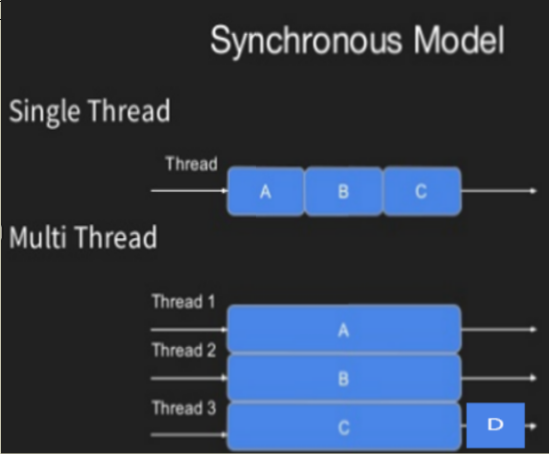 Synchronous Model
Single Thread
Thread
A B C
Multi Thread
Thread 1
A
Thread 2
B
Thread 3
C D